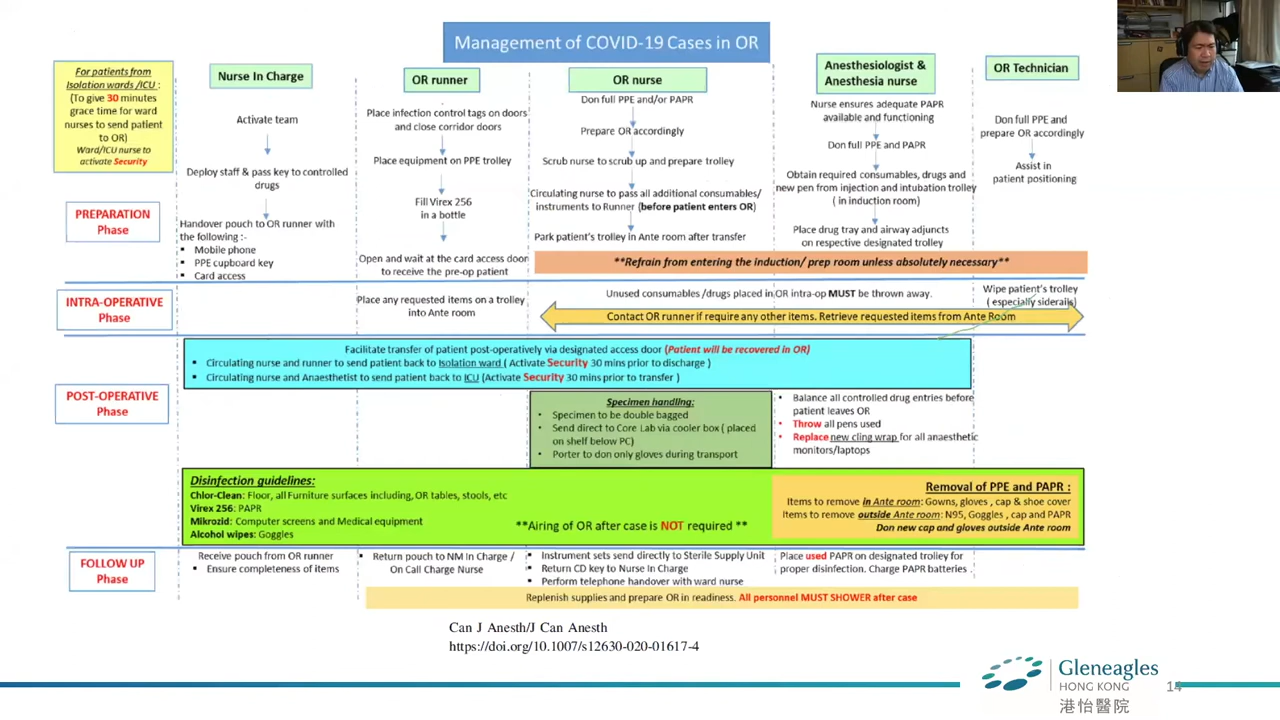 Management of COVID-19 Cases in OR
For patients from
Isolation wards /ICU :
(To give 30 minutes
grace time for ward
nurses to send patient
to OR)
Ward/ICU nurse to
activate Security
Nurse In Charge
OR runner
OR nurse
Anesthesiologist &
Anesthesia nurse
OR Technician
PREPARATION
Phase
Activate team
Deploy staff & pass key to controlled
drugs
Handover pouch to OR runner with
the following :-
▪ Mobile phone
▪ PPE cupboard key
▪ Card access
Place infection control tags on doors
and close corridor doors
Place equipment on PPE trolley
Fill Virex 256
in a bottle
Open and wait at the card access door
to receive the pre-op patient
Don full PPE and/or PAPR
Prepare OR accordingly
Scrub nurse to scrub up and prepare trolley
Circulating nurse to pass all additional consumables/
instruments to Runner (before patient enters OR)
Park patient's trolley in Ante room after transfer
Nurse ensures adequate PAPR
available and functioning
Don full PPE and PAPR
Obtain required consumables, drugs and
new pen from injection and intubation trolley
( in induction room)
Place drug tray and airway adjuncts
on respective designated trolley
Don full PPE and
prepare OR accordingly
Assist in
patient positioning
**Refrain from entering the induction/ prep room unless absolutely necessary**
INTRA-OPERATIVE
Phase
Place any requested items on a trolley
into Ante room
Unused consumables /drugs placed in OR intra-op MUST be thrown away.
Wipe patient's trolley
( especially siderails)
Contact OR runner if require any other items. Retrieve requested items from Ante Room
POST-OPERATIVE
Phase
Facilitate transfer of patient post-operatively via designated access door (Patient will be recovered in OR)
▪ Circulating nurse and runner to send patient back to Isolation ward ( Activate Security 30 mins prior to discharge )
▪ Circulating nurse and Anaesthetist to send patient back to ICU (Activate Security 30 mins prior to transfer )
Specimen handling:
• Specimen to be double bagged
• Send direct to Core Lab via cooler box ( placed
on shelf below PC)
• Porter to don only gloves during transport
• Balance all controlled drug entries before
patient leaves OR
• Throw all pens used
• Replace new cling wrap for all anaesthetic
monitors/laptops
Disinfection guidelines:
Chlor-Clean: Floor, all Furniture surfaces including, OR tables, stools, etc
Virex 256: PAPR
Mikrozid: Computer screens and Medical equipment
Alcohol wipes: Goggles
**Airing of OR after case is NOT required **
Removal of PPE and PAPR :
Items to remove in Ante room: Gowns, gloves , cap & shoe cover
Items to remove outside Ante room: N95, Goggles , cap and PAPR
Don new cap and gloves outside Ante room
FOLLOW UP
Phase
Receive pouch from OR runner
▪ Ensure completeness of items
▪ Return pouch to NM In Charge /
On Call Charge Nurse
▪ Instrument sets send directly to Sterile Supply Unit
▪ Return CD key to Nurse In Charge
▪ Perform telephone handover with ward nurse
Place used PAPR on designated trolley for
proper disinfection. Charge PAPR batteries .
Replenish supplies and prepare OR in readiness. All personnel MUST SHOWER after case
Can J Anesth/J Can Anesth
https://doi.org/10.1007/s12630-020-01617-4
Gleneagles
HONG KONG
港怡醫院
14